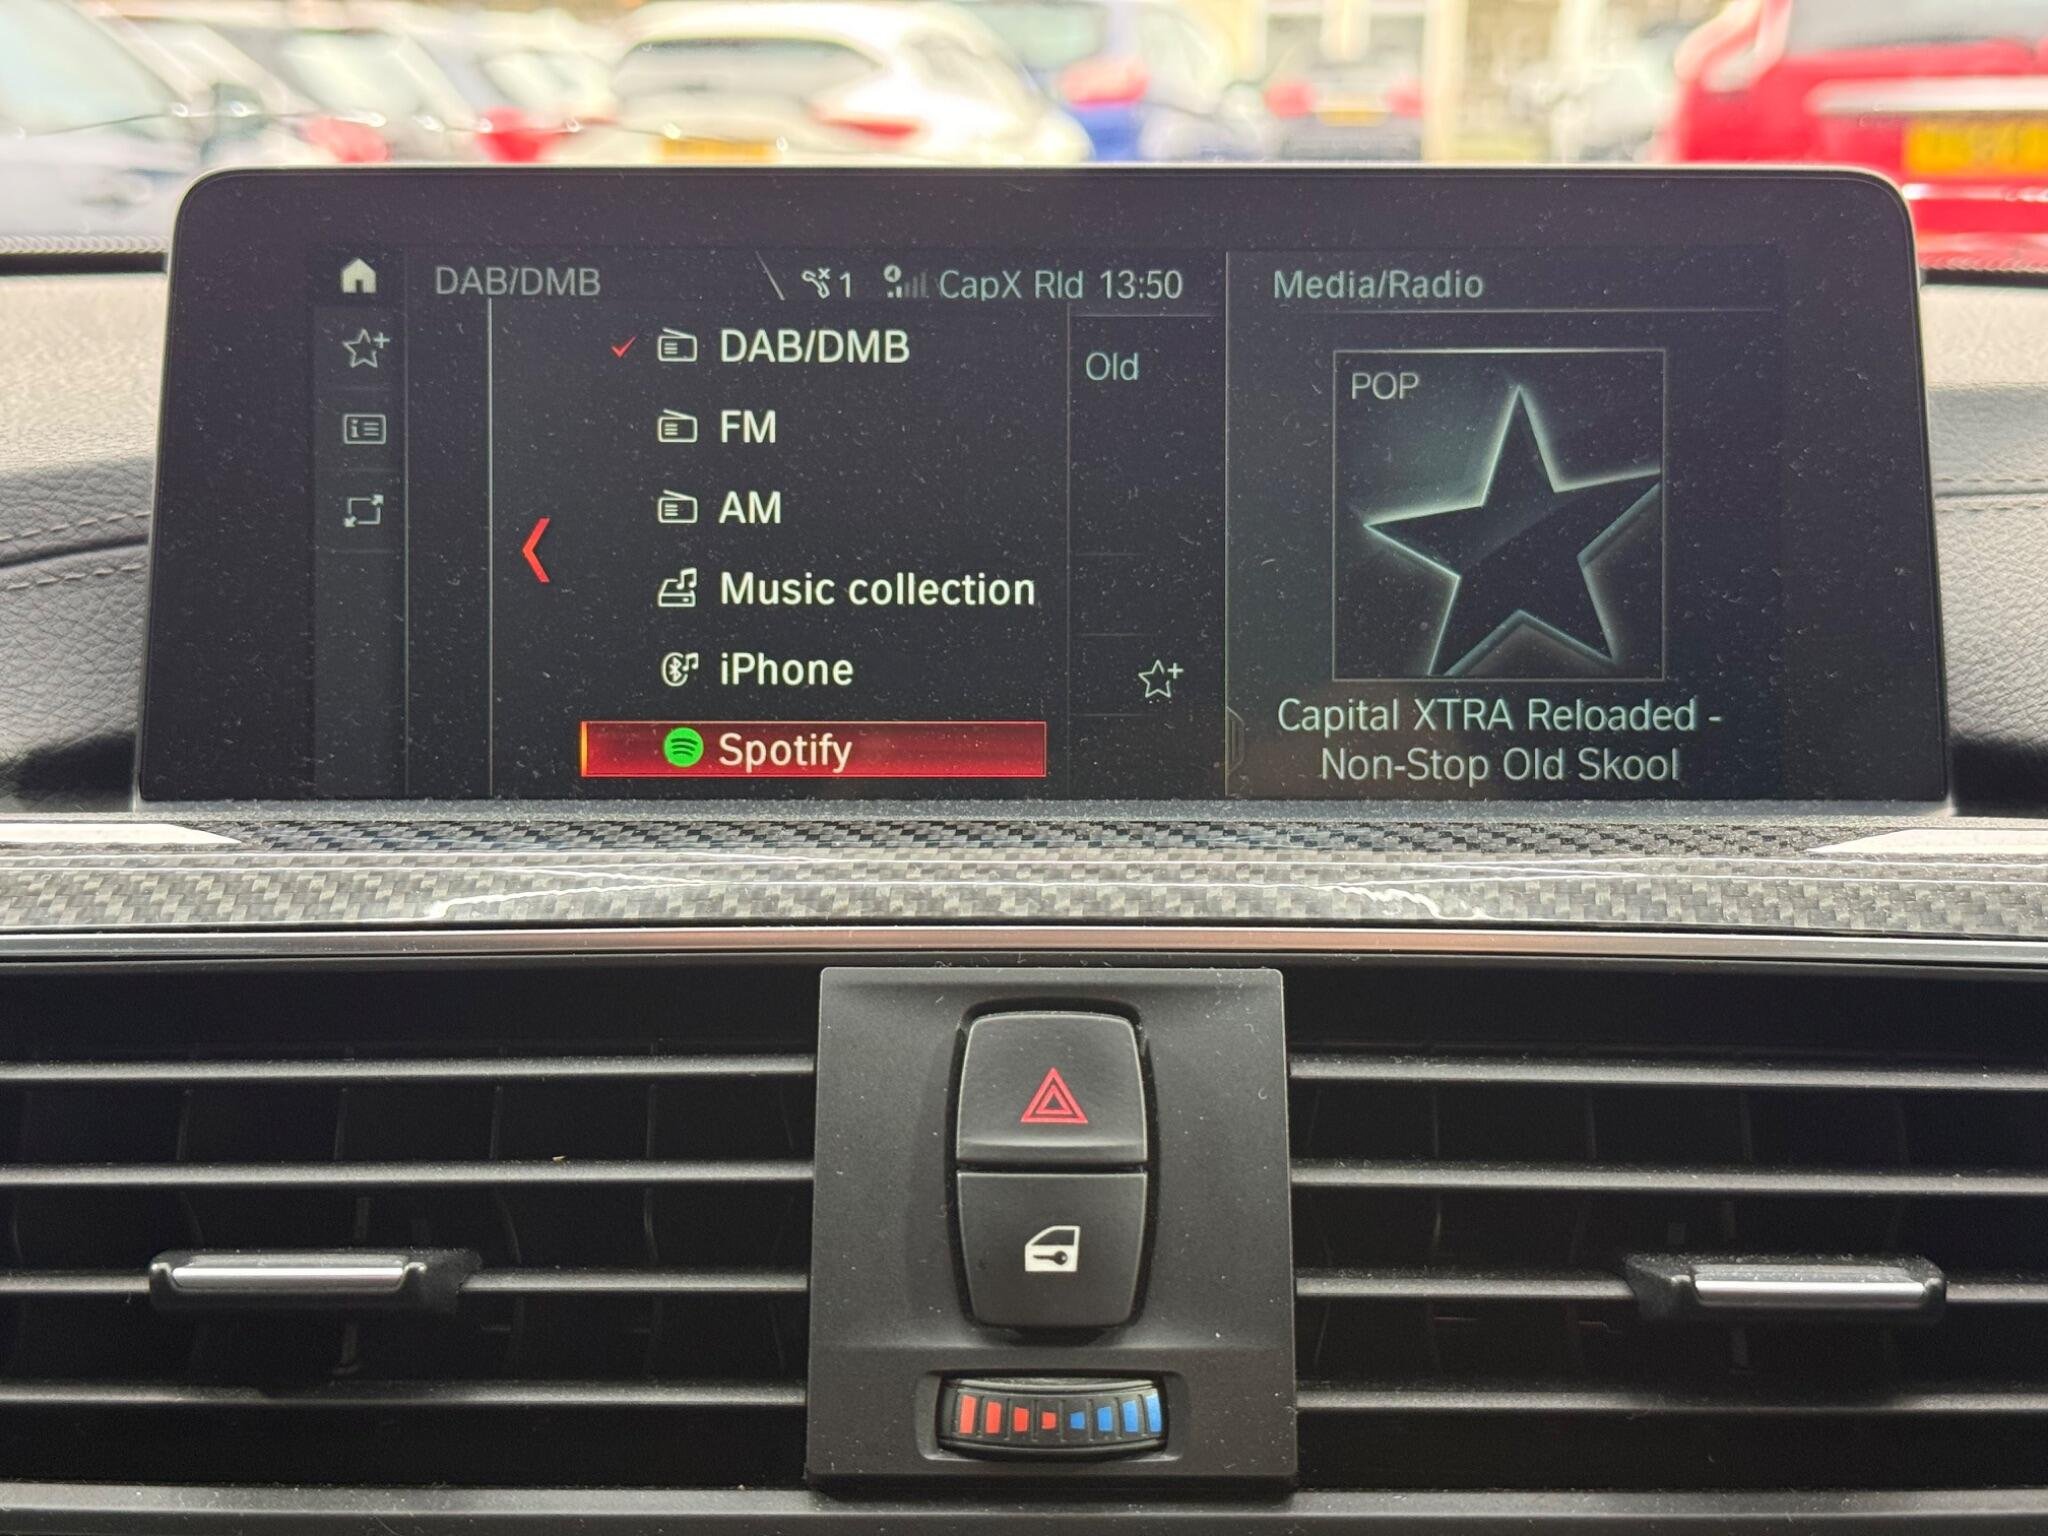 DAB/DMB
1 CapX Rld 13:50
Media/Radio
DAB/DMB
FM
AM
Music collection
iPhone
Spotify
Old
POP
Capital XTRA Reloaded -
Non-Stop Old Skool